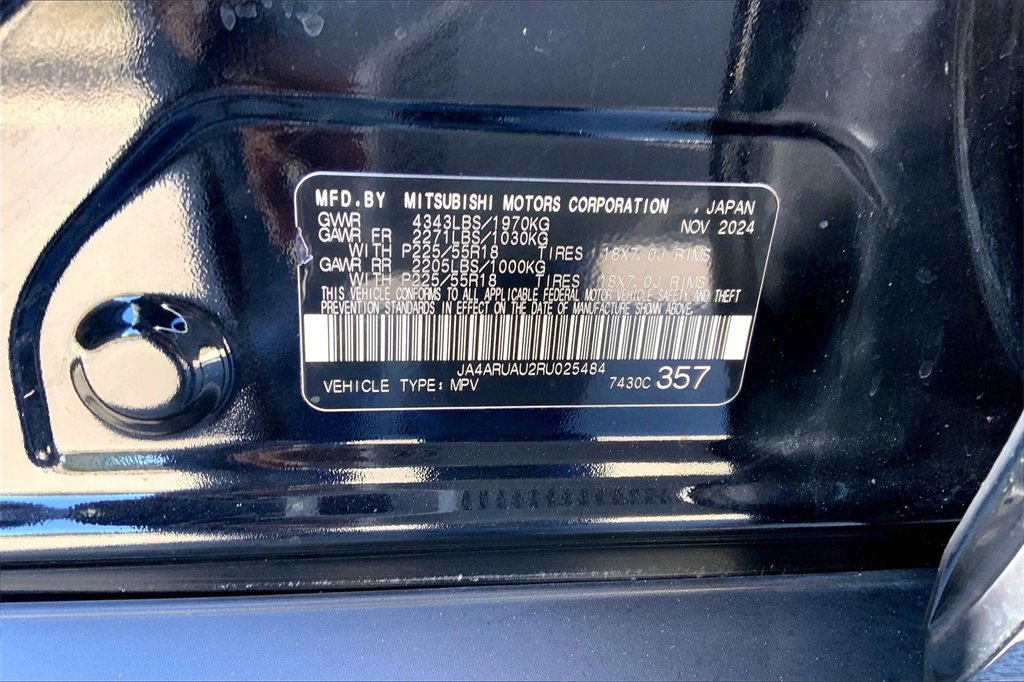 MFD.BY MITSUBISHI MOTORS CORPORATION , JAPAN
GVWR 4343LBS/1970KG NOV 2024
GAWR FR 2271LBS/1030KG
WITH P225/55R18 TIRES 18X7.0J RIMS
GAWR RR 2205LBS/1000KG
WITH P225/55R18 TIRES 18X7.0J RIMS
THIS VEHICLE CONFORMS TO ALL APPLICABLE FEDERAL MOTOR VEHICLE SAFETY AND THEFT
PREVENTION STANDARDS IN EFFECT ON THE DATE OF MANUFACTURE SHOWN ABOVE.
JA4ARUAU2RU025484
VEHICLE TYPE: MPV 7430C 357